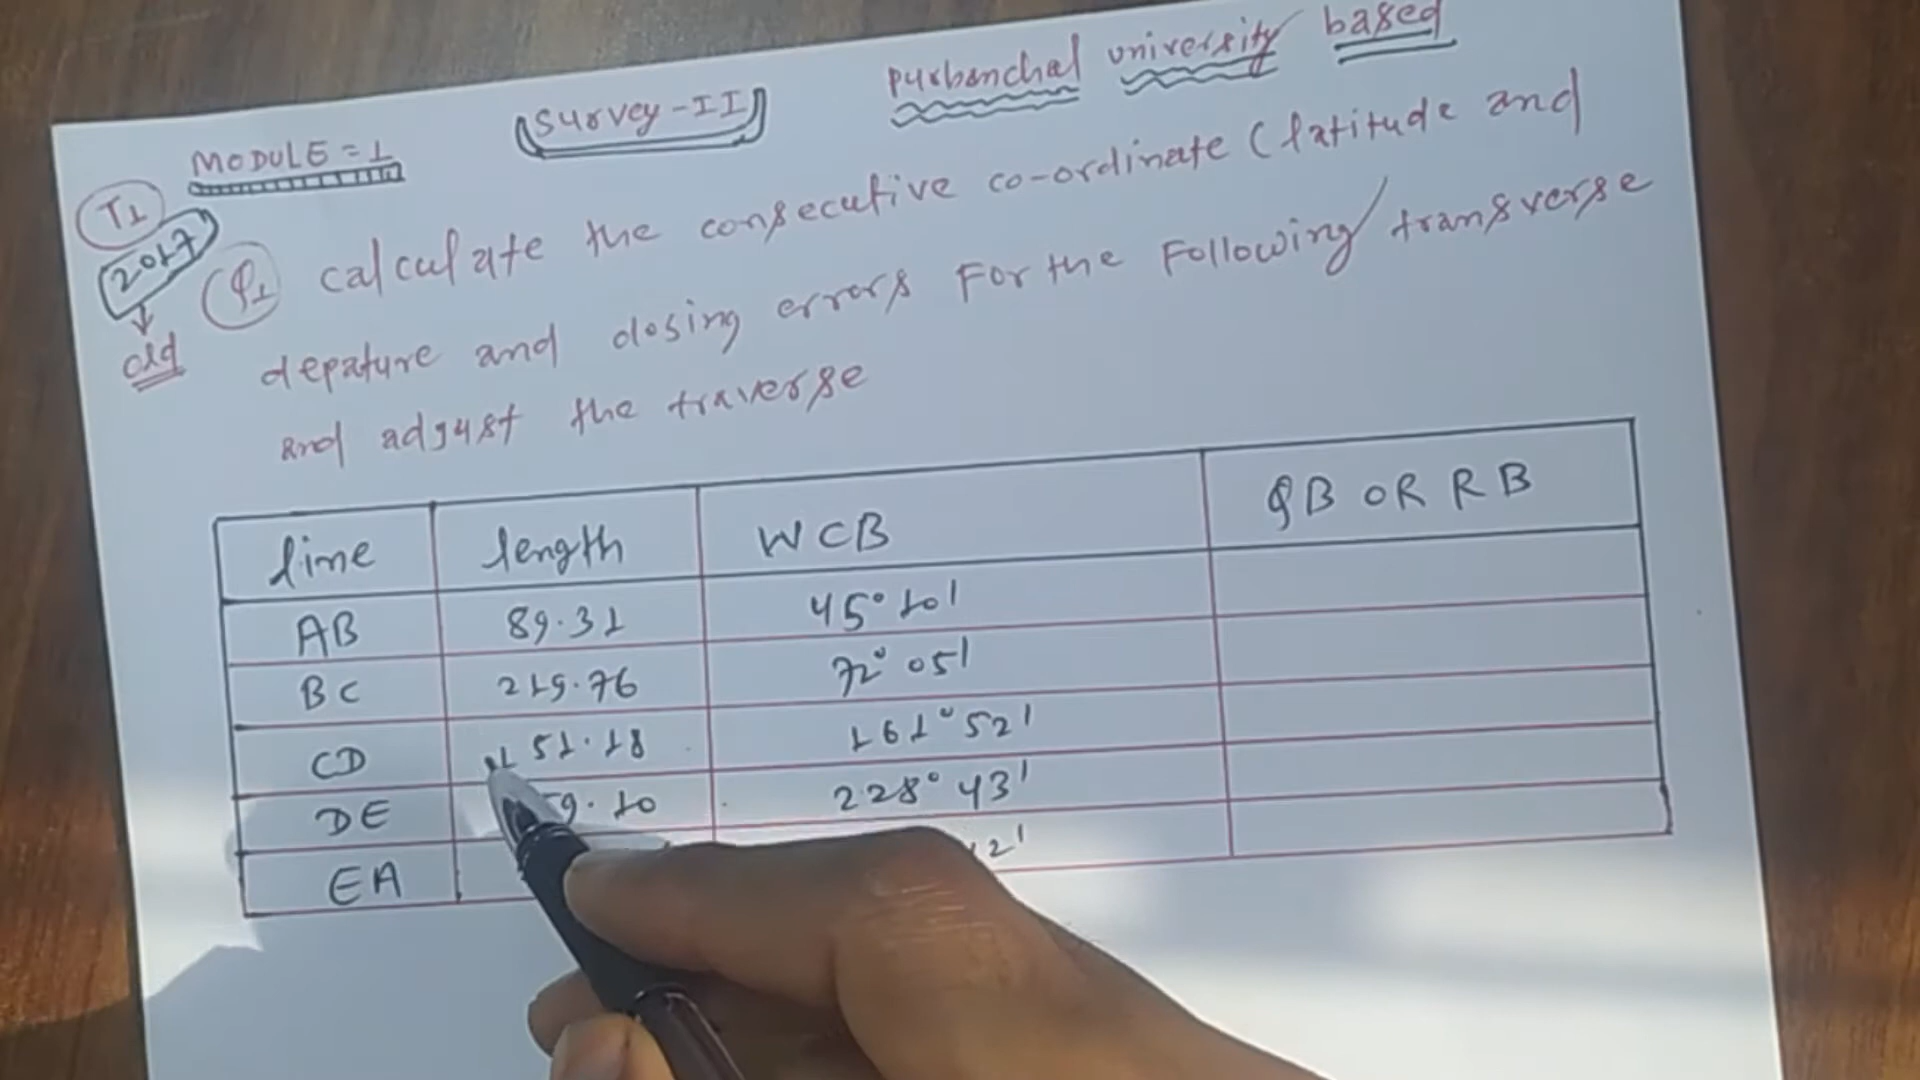 purbanchal university based
MODULE = 1
Survey - II
T1
2017
old
Q1 calculate the consecutive co-ordinate (latitude and
depature and closing errors For the Following transverse
and adjust the traverse
line length WCB QB OR RB
AB 89.31 45° 10'
BC 219.76 72° 05'
CD 151.18 161° 52'
DE 59.10 228° 43'
EA